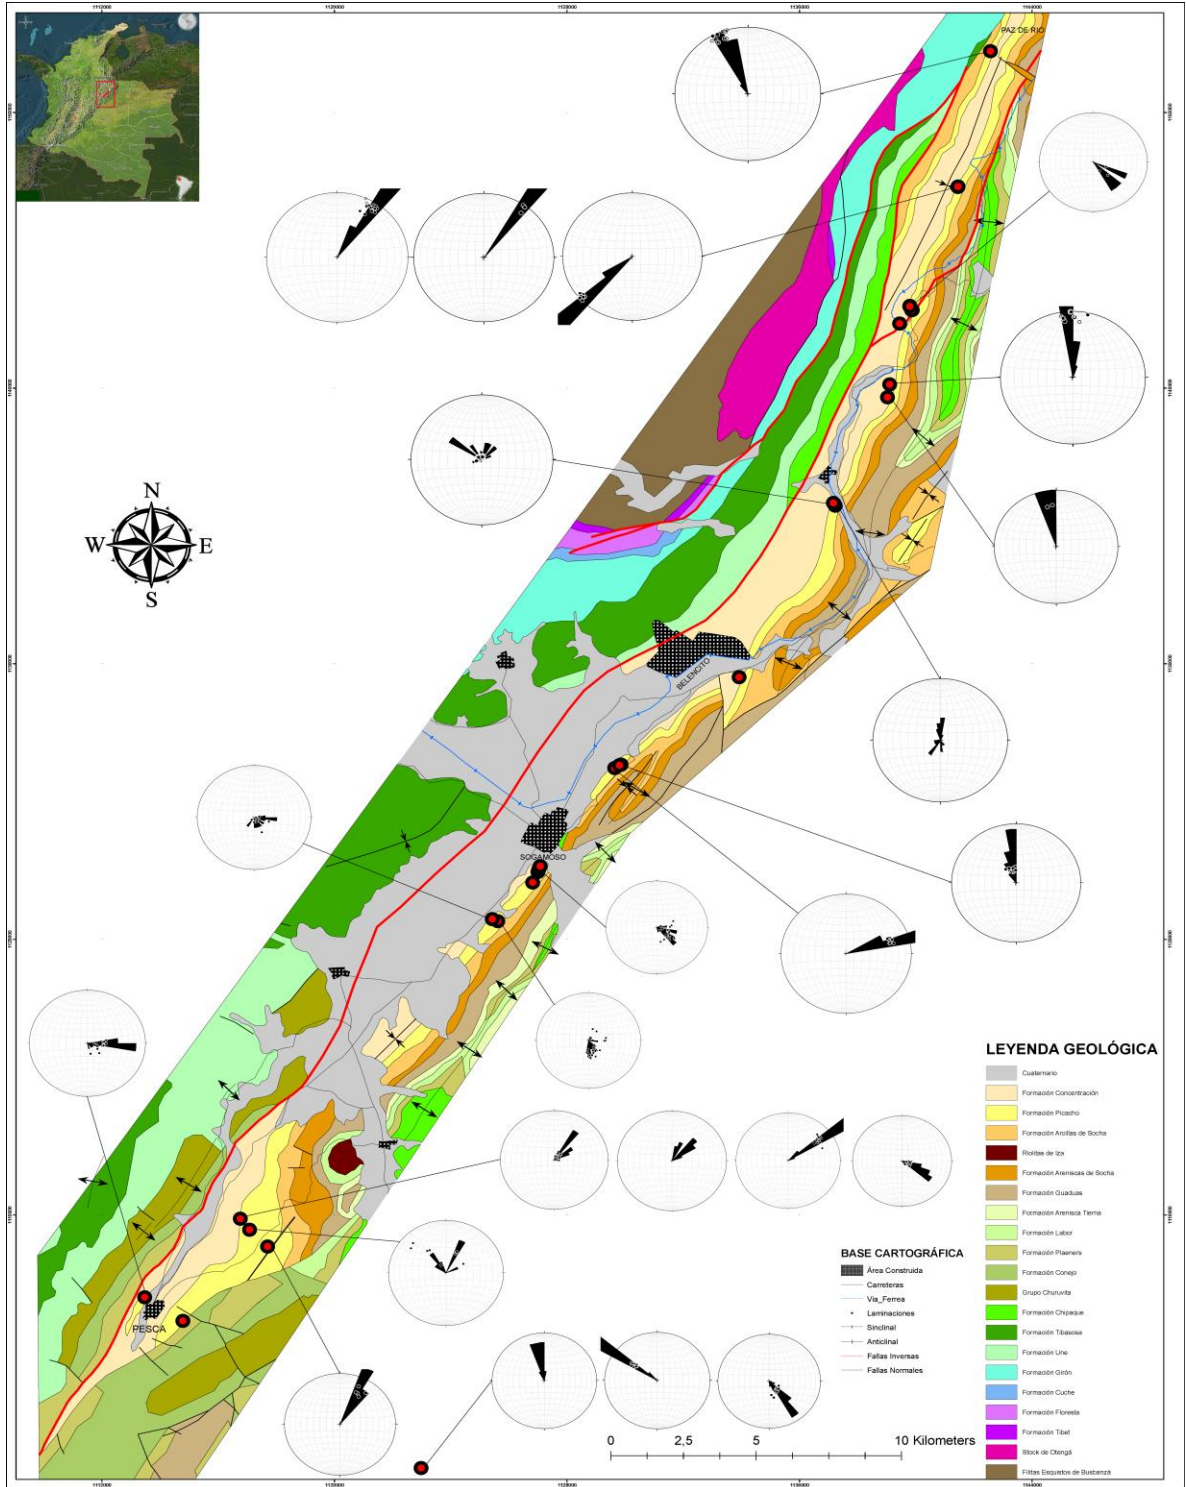 PAZ DE RIO
N
W E
S
BELENCITO
SOGAMOSO
PESCA
LEYENDA GEOLÓGICA
Cuaternario
Formación Concentración
Formación Picacho
Formación Arcillas de Socha
Riolitas de Iza
Formación Areniscas de Socha
Formación Guaduas
Formación Arenisca Tierna
Formación Labor
Formación Plaeners
Formación Conejo
Grupo Churuvita
Formación Chipaque
Formación Tibasosa
Formación Une
Formación Girón
Formación Cuche
Formación Floresta
Formación Tibet
Stock de Otengá
Filitas Esquistos de Busbanzá
BASE CARTOGRÁFICA
Área Construida
Carreteras
Via_Ferrea
Laminaciones
Sinclinal
Anticlinal
Fallas Inversas
Fallas Normales
0 2,5 5 10 Kilometers